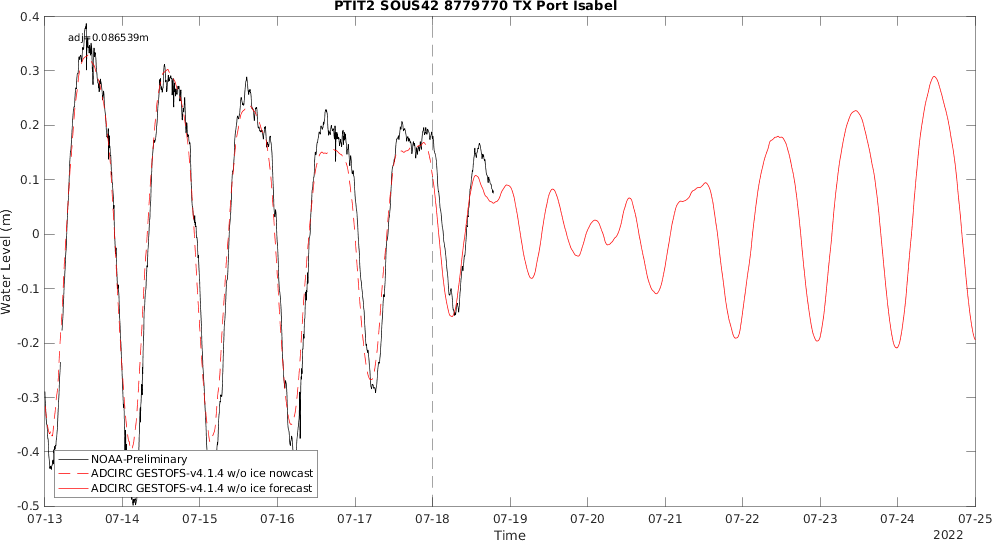 PTIT2 SOUS42 8779770 TX Port Isabel
adj=0.086539m
0.4
0.3
0.2
0.1
0
-0.1
-0.2
-0.3
-0.4
-0.5
Water Level (m)
NOAA-Preliminary
ADCIRC GESTOFS-v4.1.4 w/o ice nowcast
ADCIRC GESTOFS-v4.1.4 w/o ice forecast
07-13 07-14 07-15 07-16 07-17 07-18 07-19 07-20 07-21 07-22 07-23 07-24 07-25
Time
2022